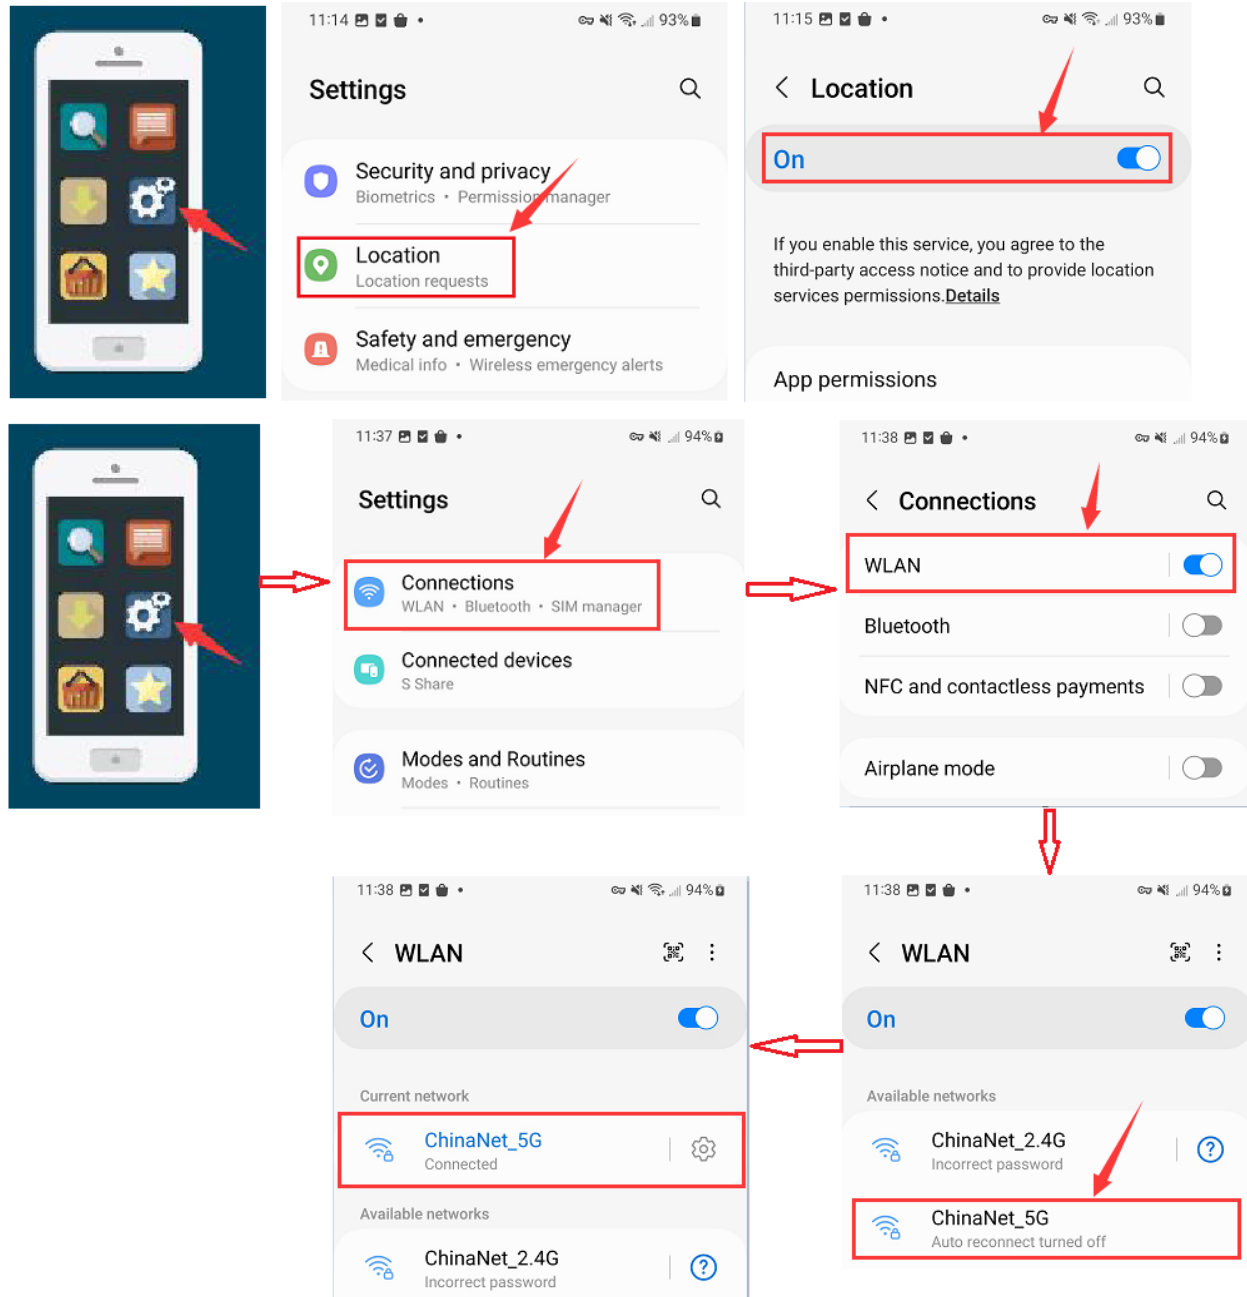 11:14 93%
Settings
Security and privacy
Biometrics • Permission manager
Location
Location requests
Safety and emergency
Medical info • Wireless emergency alerts
11:15 93%
Location
On
If you enable this service, you agree to the
third-party access notice and to provide location
services permissions.Details
App permissions
11:37 94%
Settings
Connections
WLAN • Bluetooth • SIM manager
Connected devices
S Share
Modes and Routines
Modes • Routines
11:38 94%
Connections
WLAN
Bluetooth
NFC and contactless payments
Airplane mode
11:38 94%
WLAN
On
Current network
ChinaNet_5G
Connected
Available networks
ChinaNet_2.4G
Incorrect password
11:38 94%
WLAN
On
Available networks
ChinaNet_2.4G
Incorrect password
ChinaNet_5G
Auto reconnect turned off